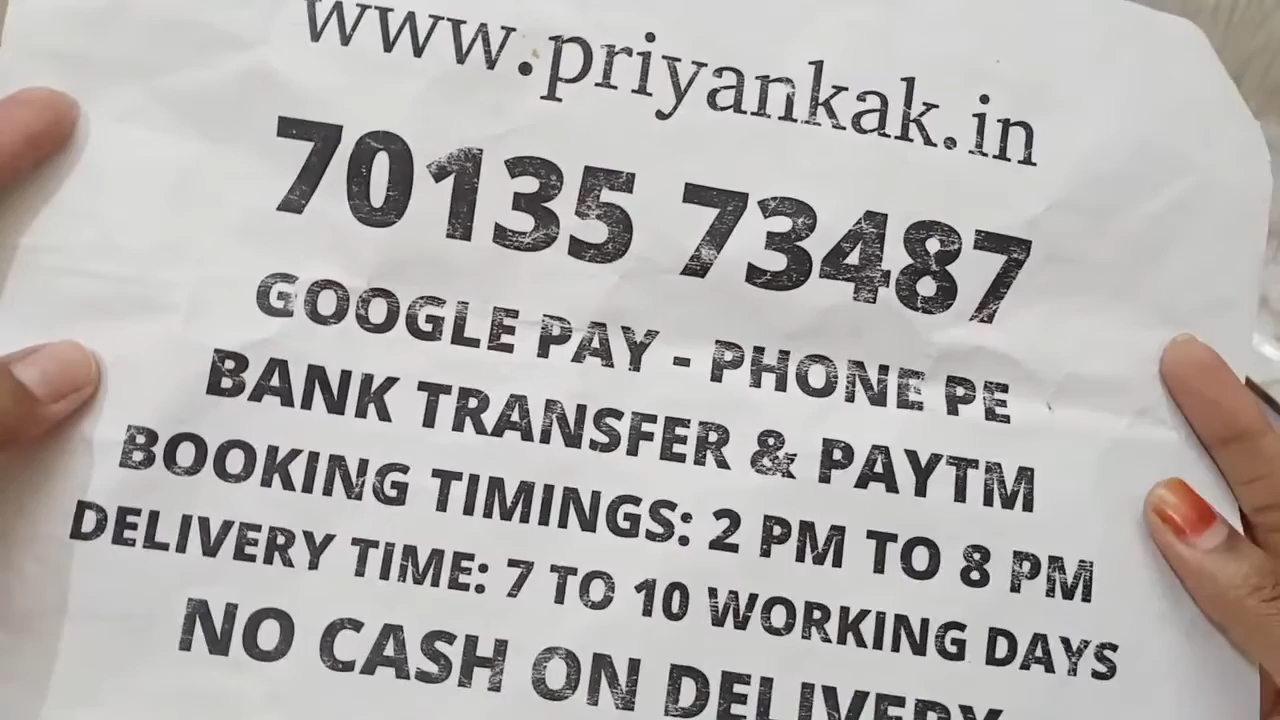 www.priyankak.in
70135 73487
GOOGLE PAY - PHONE PE
BANK TRANSFER & PAYTM
BOOKING TIMINGS: 2 PM TO 8 PM
DELIVERY TIME: 7 TO 10 WORKING DAYS
NO CASH ON DELIVERY